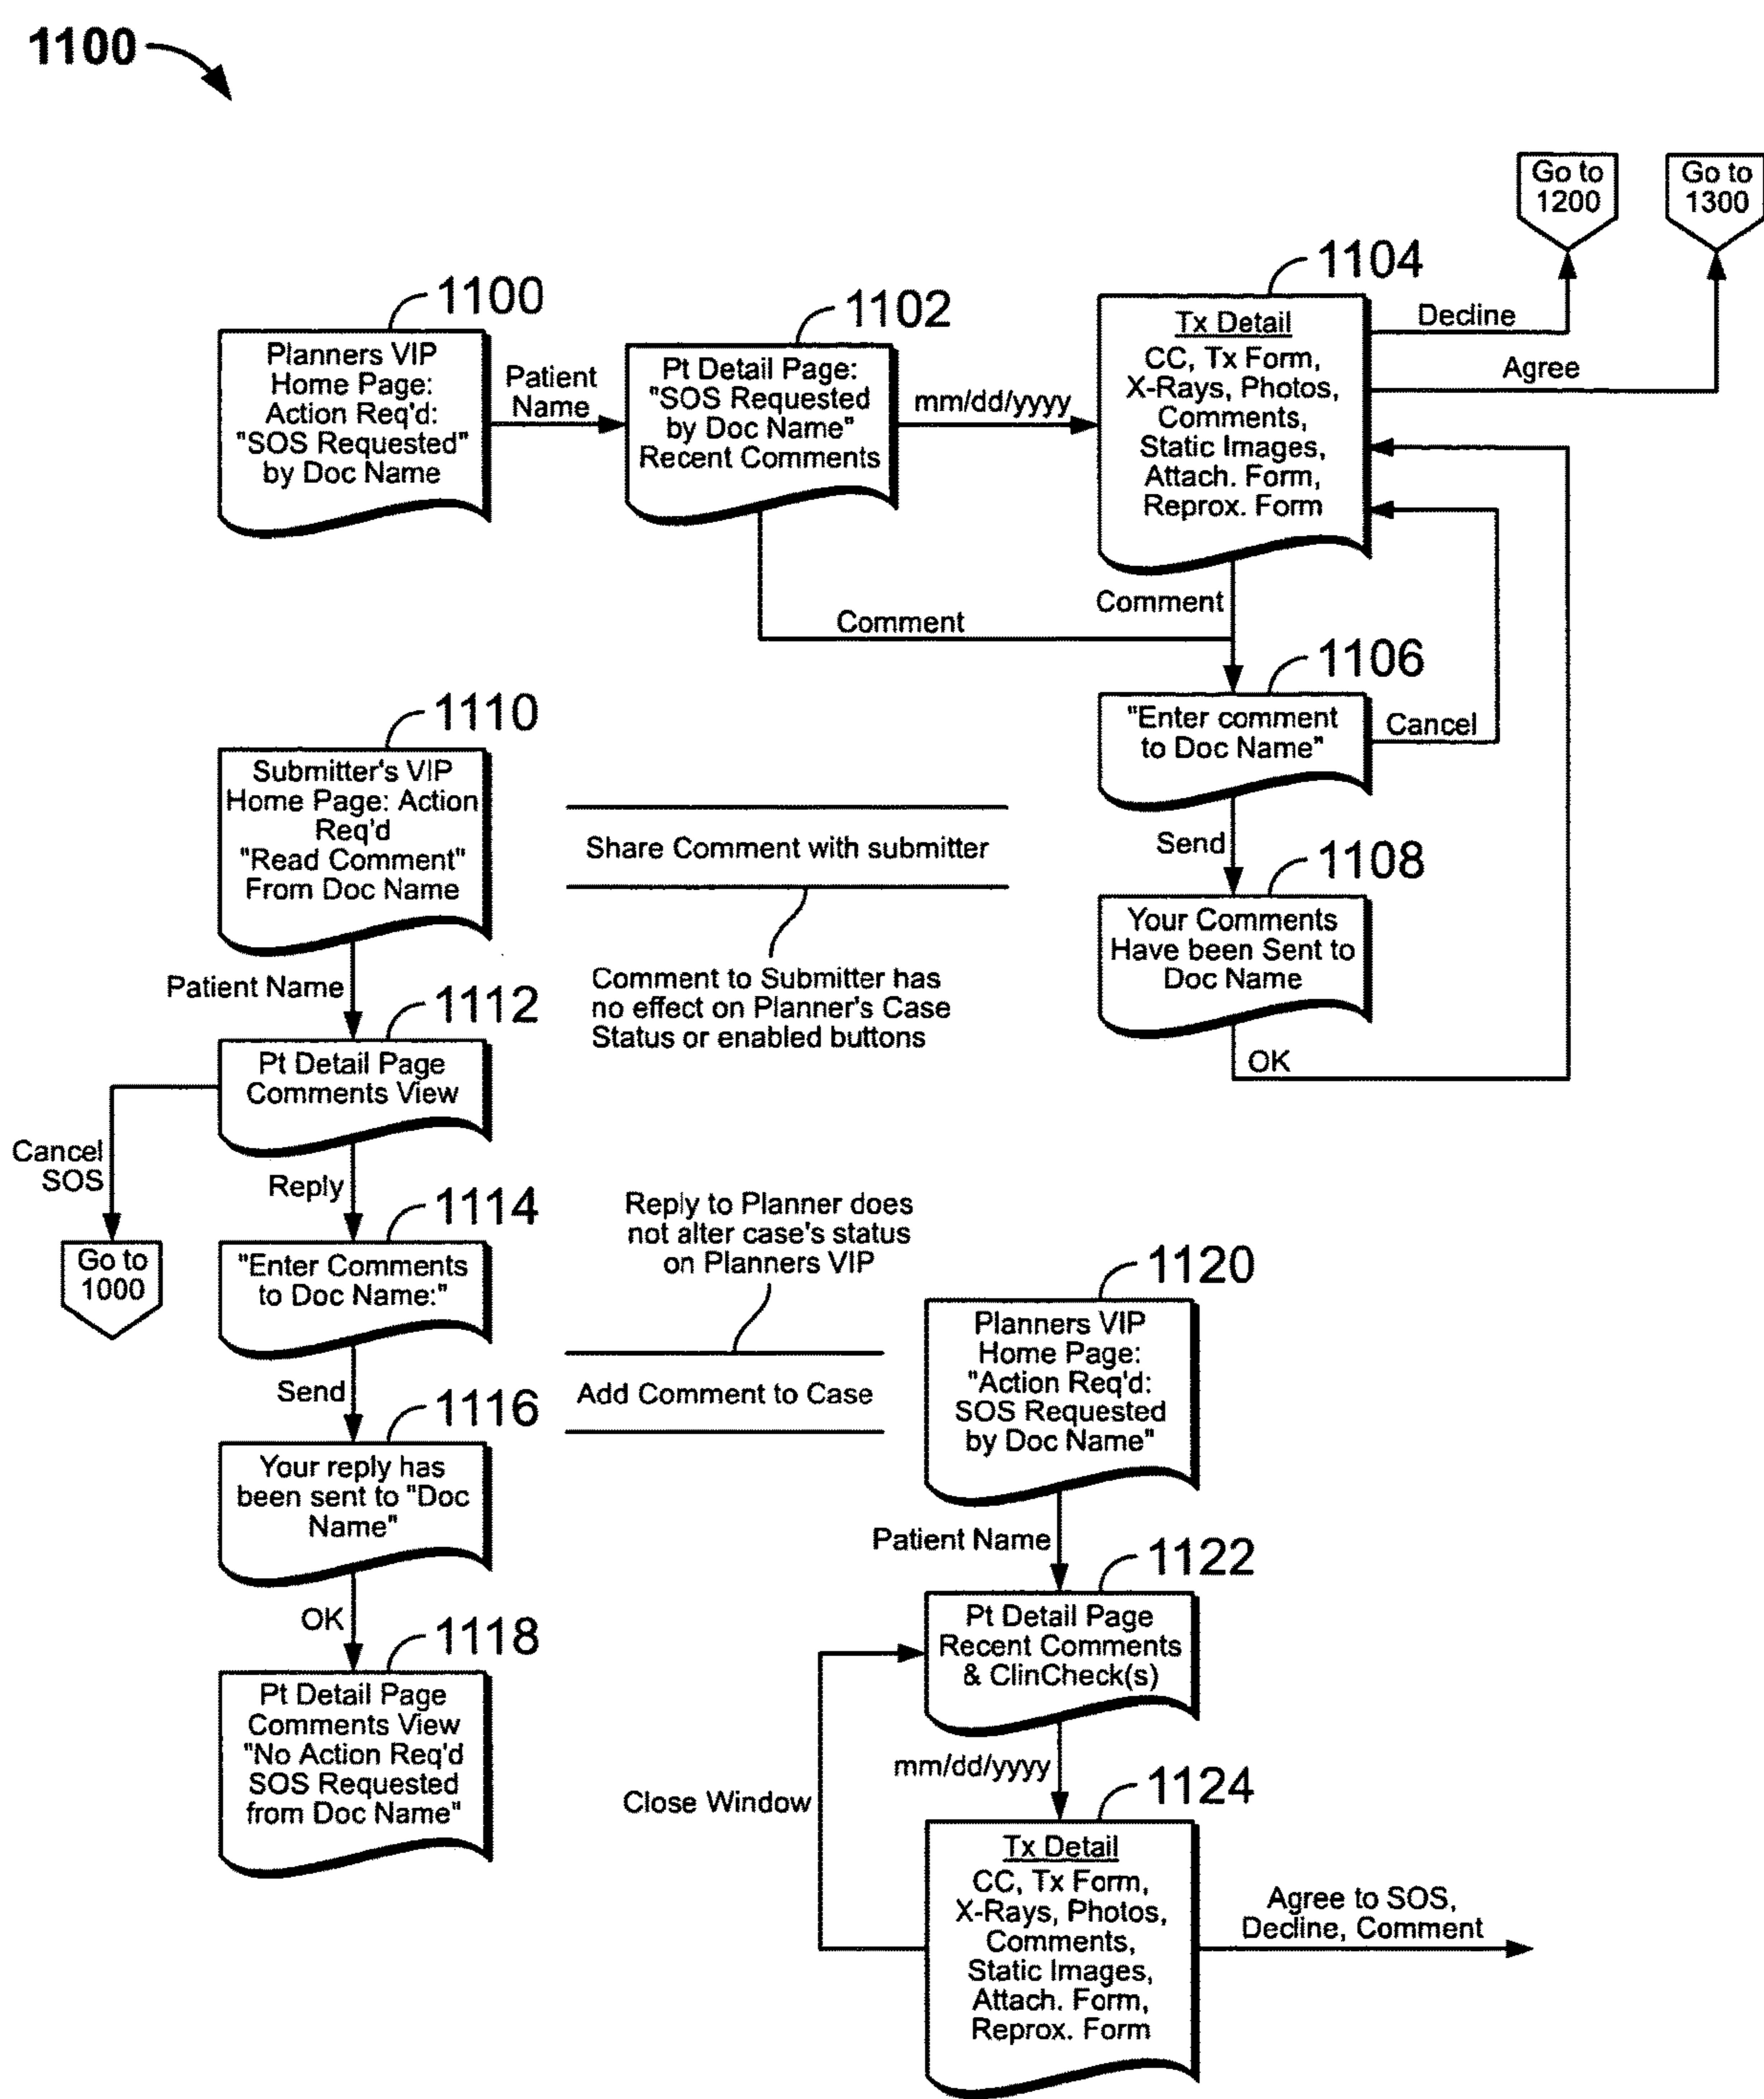 1100
Go to
1200
Go to
1300
1100
Planners VIP
Home Page:
Action Req'd:
"SOS Requested"
by Doc Name
Patient
Name
1102
Pt Detail Page:
"SOS Requested
by Doc Name"
Recent Comments
mm/dd/yyyy
1104
Tx Detail
CC, Tx Form,
X-Rays, Photos,
Comments,
Static Images,
Attach. Form,
Reprox. Form
Decline
Agree
Comment
Comment
1106
"Enter comment
to Doc Name"
Cancel
Send
1108
Your Comments
Have been Sent to
Doc Name
OK
1110
Submitter's VIP
Home Page: Action
Req'd
"Read Comment"
From Doc Name
Share Comment with submitter
Comment to Submitter has
no effect on Planner's Case
Status or enabled buttons
Patient Name
1112
Pt Detail Page
Comments View
Cancel
SOS
Go to
1000
Reply
1114
"Enter Comments
to Doc Name:"
Reply to Planner does
not alter case's status
on Planners VIP
Add Comment to Case
Send
1116
Your reply has
been sent to "Doc
Name"
OK
1118
Pt Detail Page
Comments View
"No Action Req'd
SOS Requested
from Doc Name"
1120
Planners VIP
Home Page:
"Action Req'd:
SOS Requested
by Doc Name"
Patient Name
1122
Pt Detail Page
Recent Comments
& ClinCheck(s)
mm/dd/yyyy
Close Window
1124
Tx Detail
CC, Tx Form,
X-Rays, Photos,
Comments,
Static Images,
Attach. Form,
Reprox. Form
Agree to SOS,
Decline, Comment